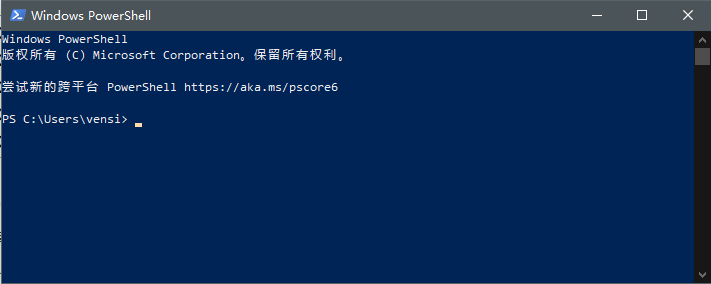 Windows PowerShell
Windows PowerShell
版权所有 (C) Microsoft Corporation。保留所有权利。
尝试新的跨平台 PowerShell https://aka.ms/pscore6
PS C:\Users\vensi> _